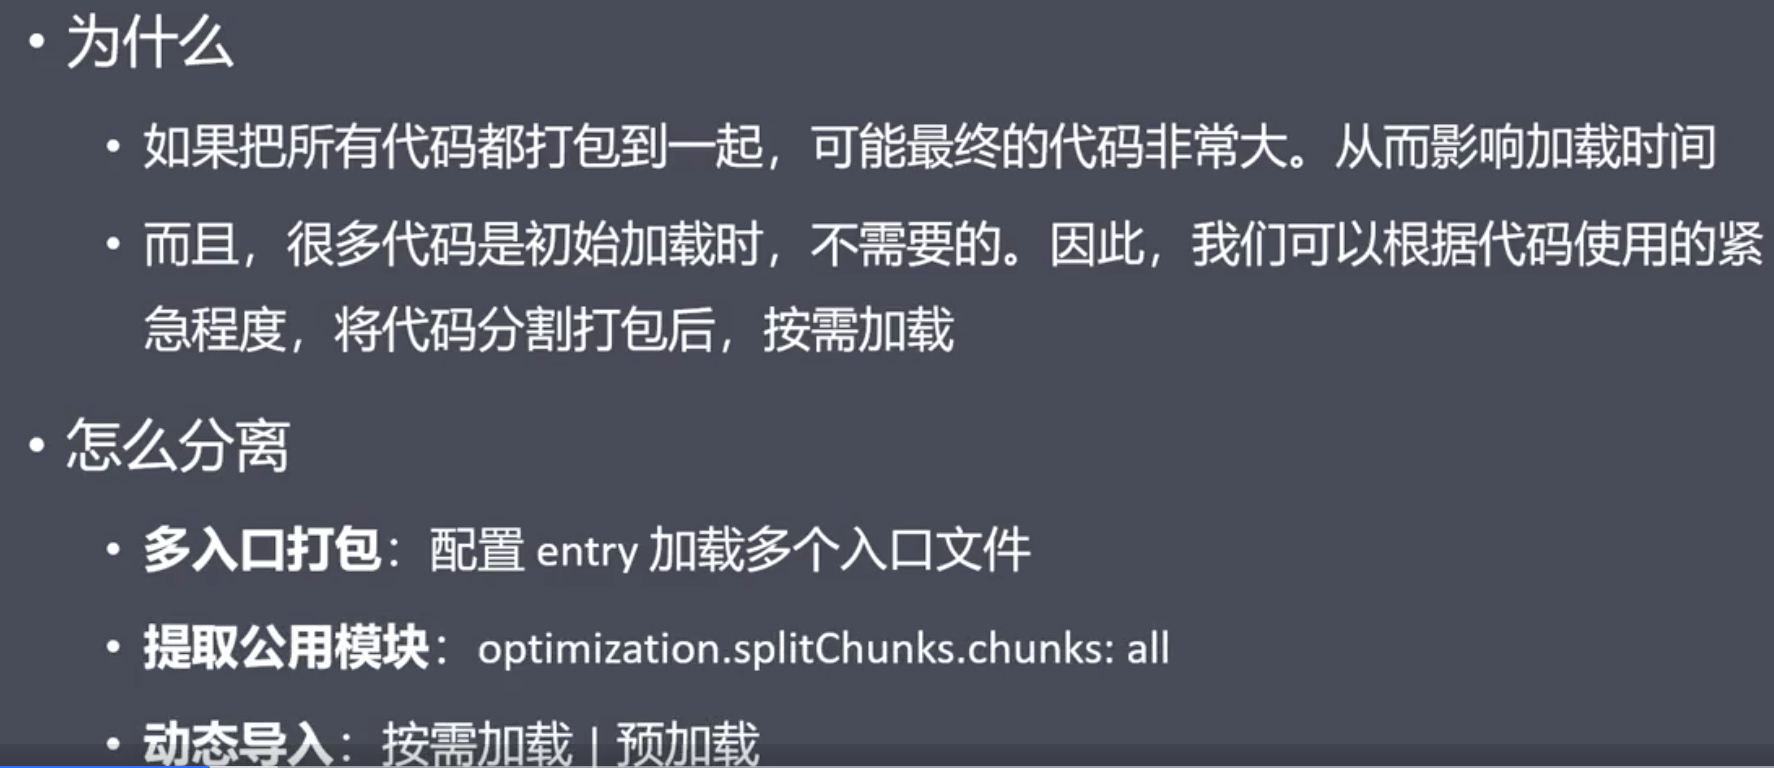 • 为什么
• 如果把所有代码都打包到一起，可能最终的代码非常大。从而影响加载时间
• 而且，很多代码是初始加载时，不需要的。因此，我们可以根据代码使用的紧
急程度，将代码分割打包后，按需加载
• 怎么分离
• 多入口打包：配置 entry 加载多个入口文件
• 提取公用模块：optimization.splitChunks.chunks: all
• 动态导入：按需加载 | 预加载